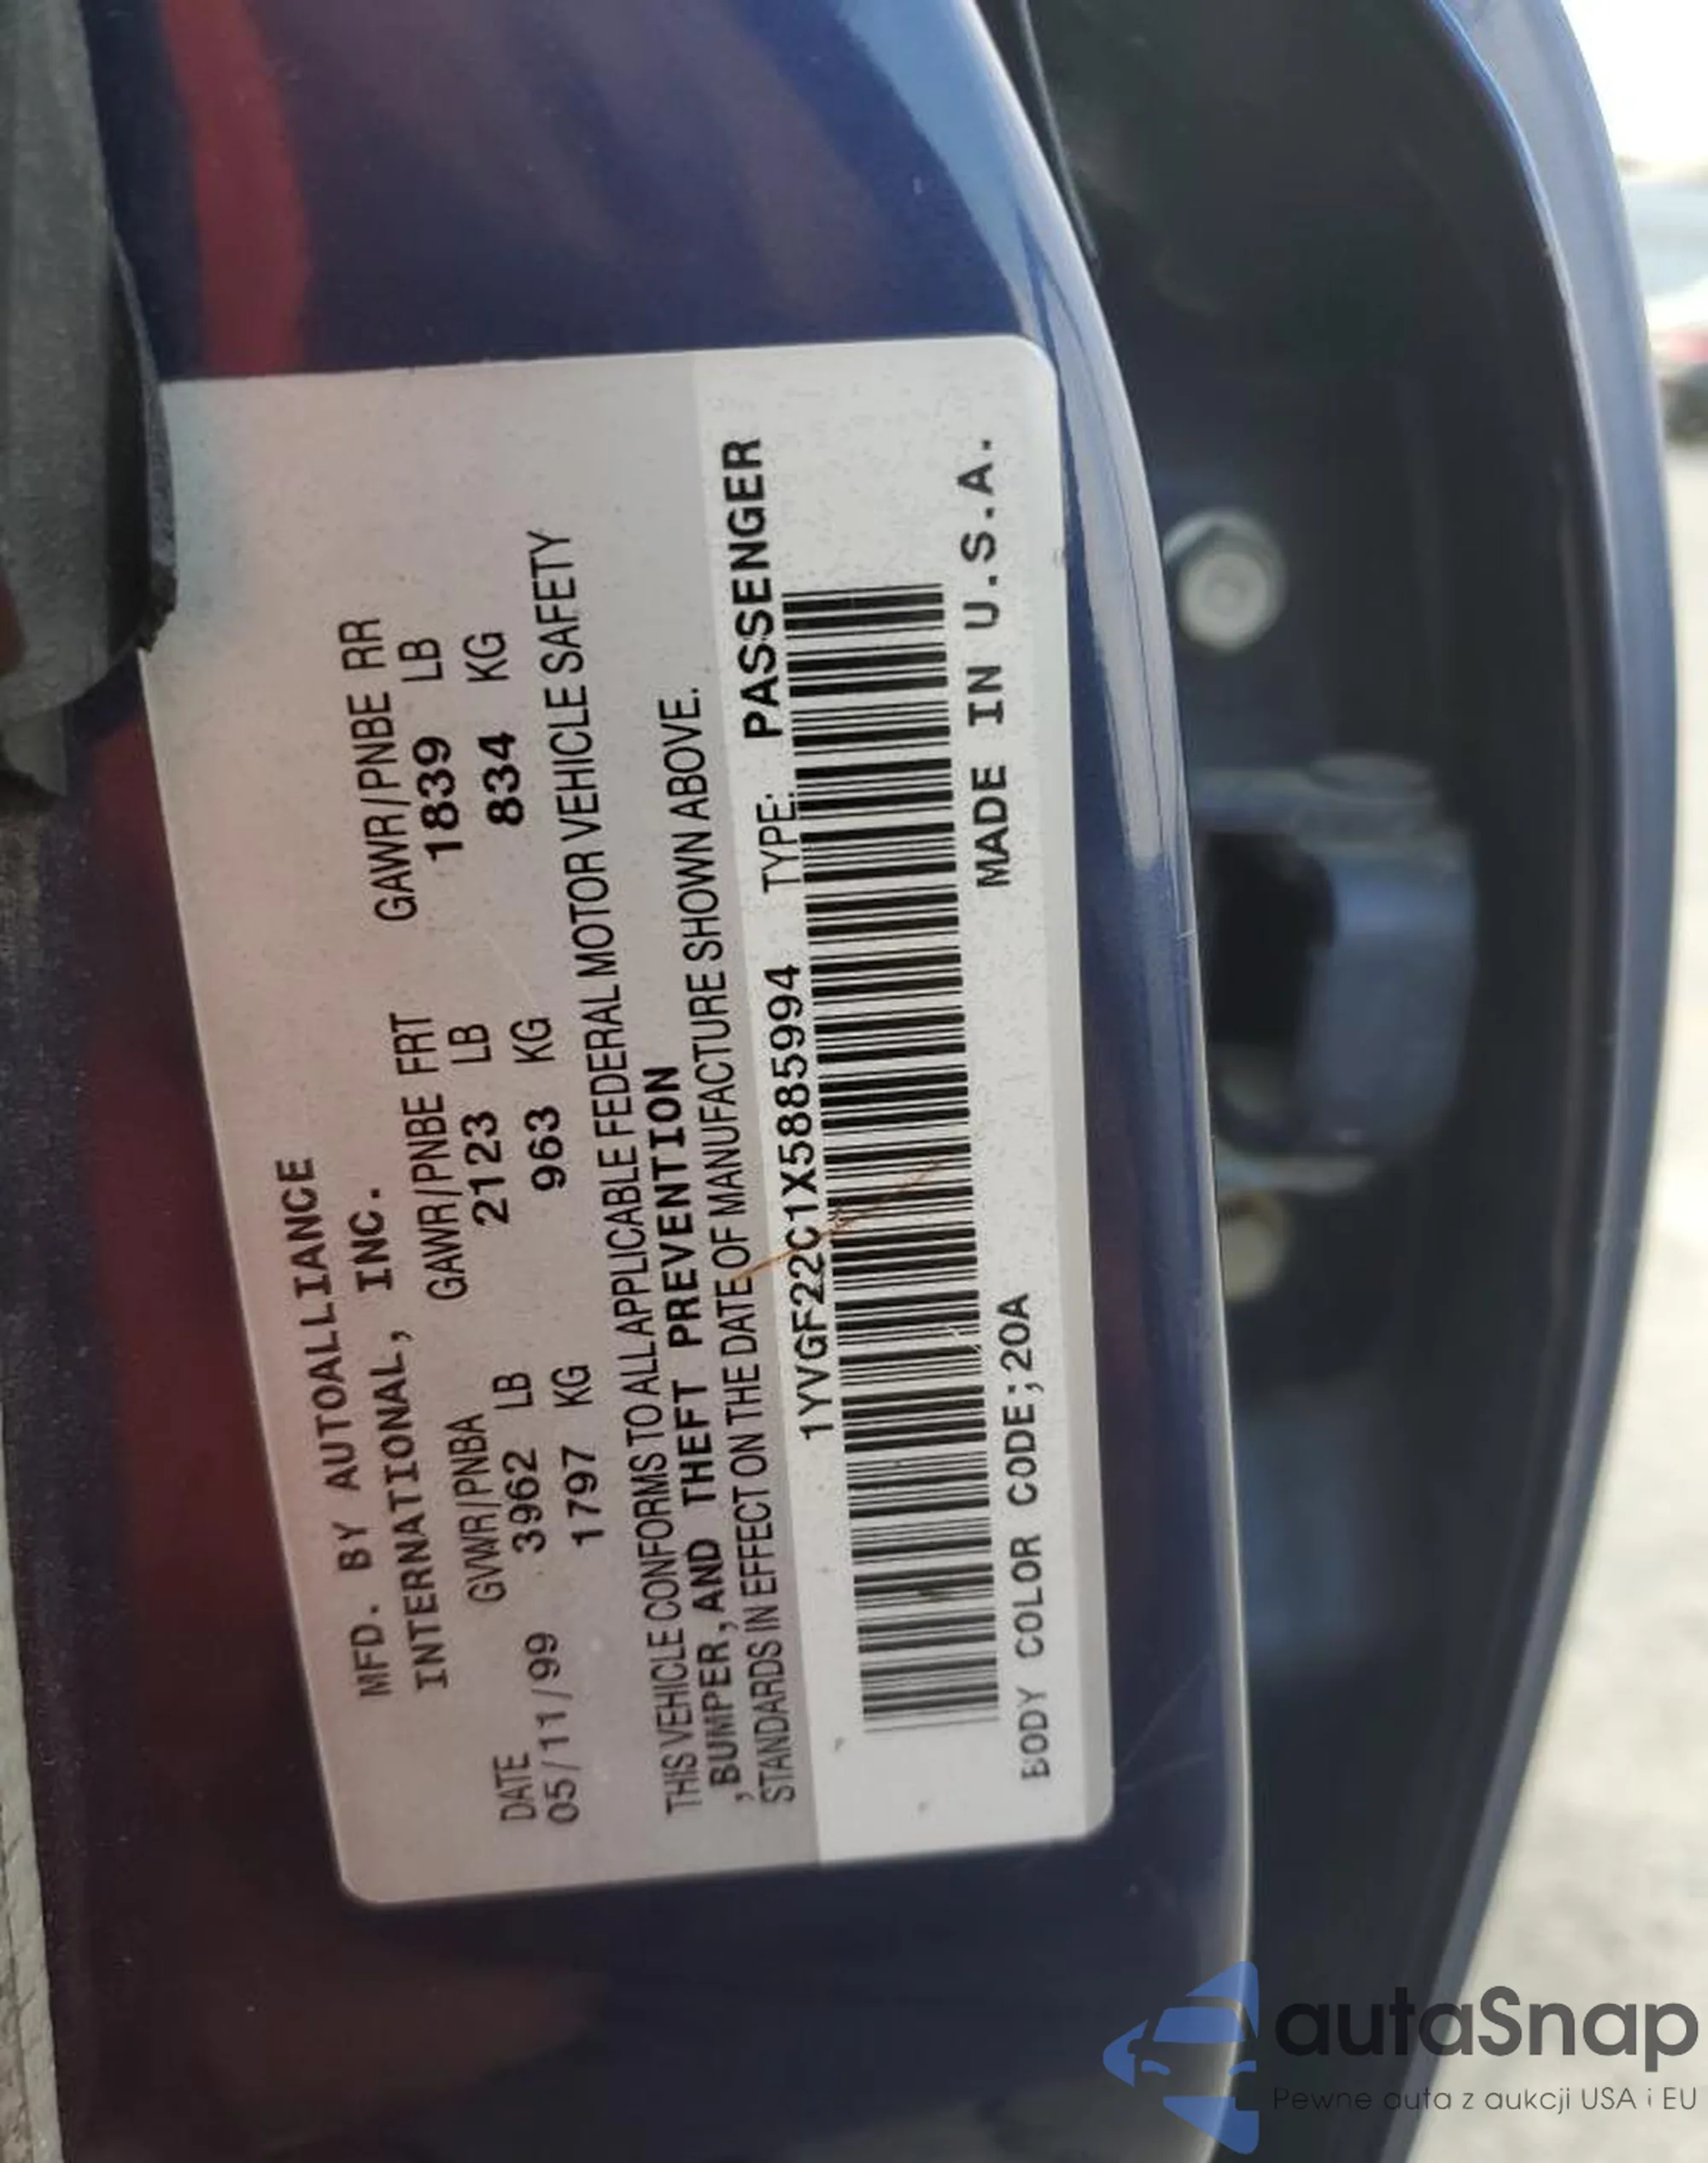 MFD. BY AUTOALLIANCE
INTERNATIONAL, INC.
DATE GVWR/PNBA GAWR/PNBE FRT GAWR/PNBE RR
05/11/99 3962 LB 2123 LB 1839 LB
1797 KG 963 KG 834 KG
THIS VEHICLE CONFORMS TO ALL APPLICABLE FEDERAL MOTOR VEHICLE SAFETY
, BUMPER, AND THEFT PREVENTION
STANDARDS IN EFFECT ON THE DATE OF MANUFACTURE SHOWN ABOVE.
1YVGF22C1X5885994 TYPE: PASSENGER
BODY COLOR CODE;20A MADE IN U.S.A.
autaSnap
Pewne auta z aukcji USA i EU